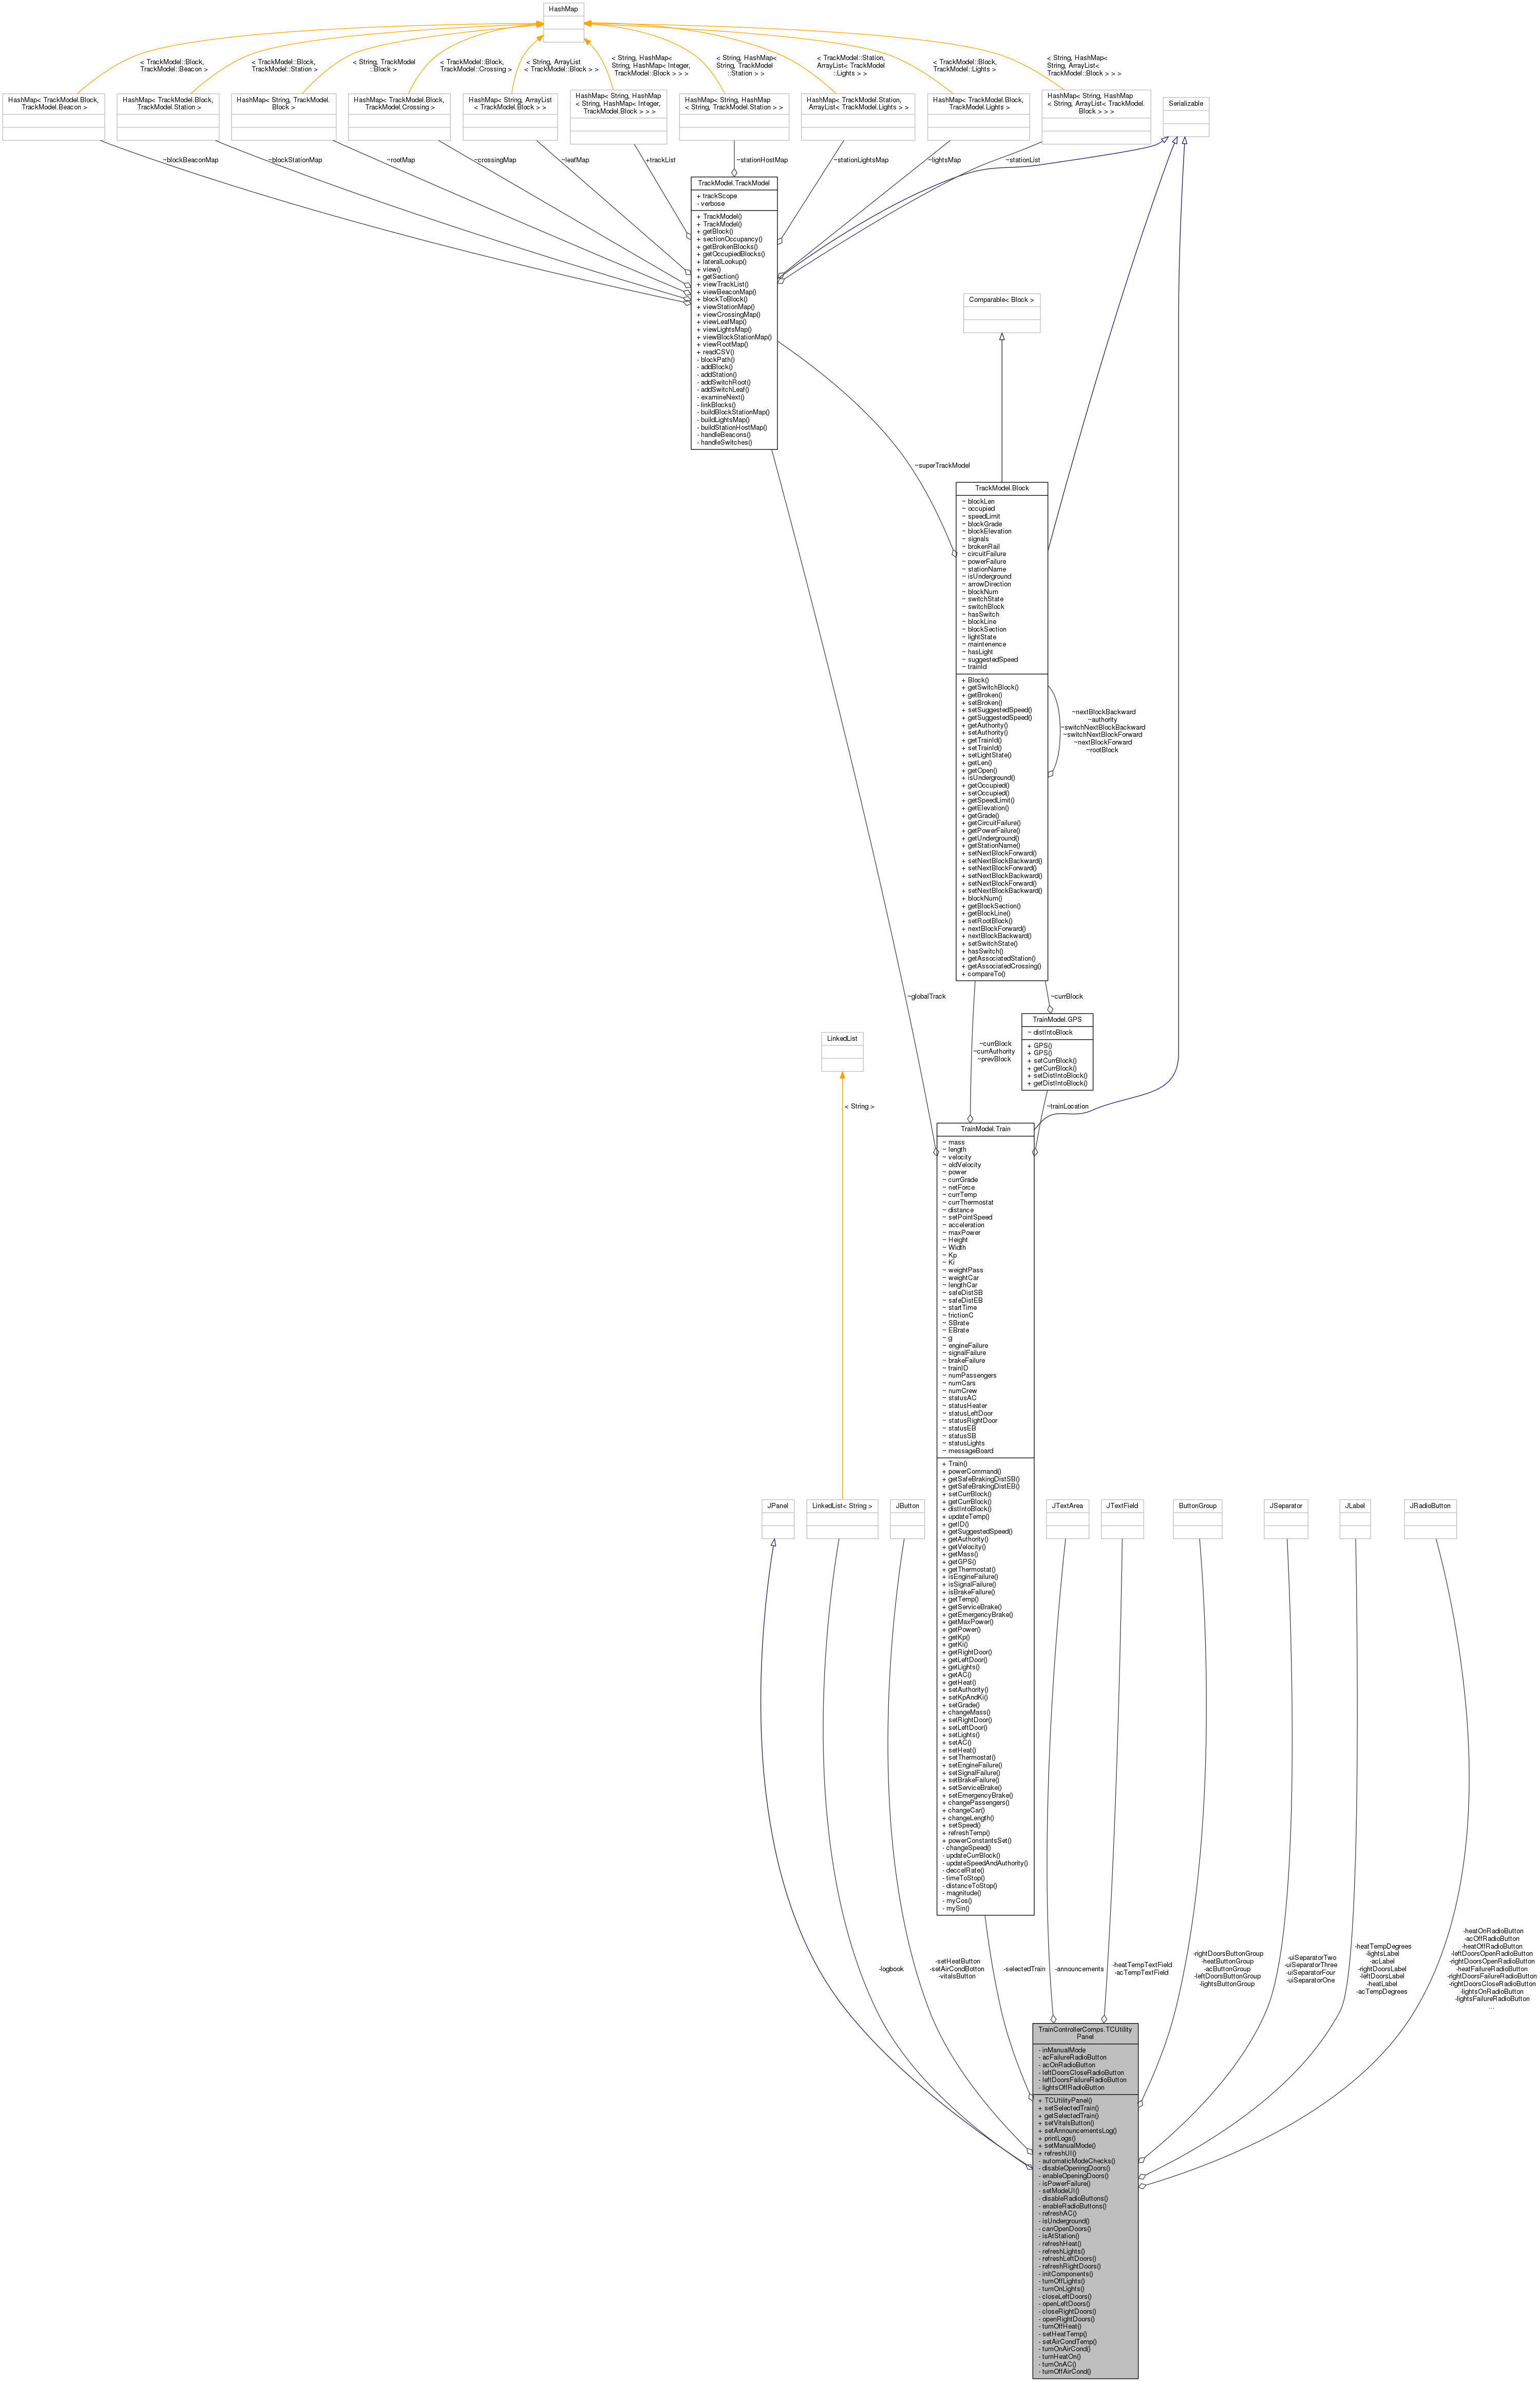 HashMap
< TrackModel::Block,
TrackModel::Beacon >
< TrackModel::Block,
TrackModel::Station >
< String, TrackModel
::Block >
< TrackModel::Block,
TrackModel::Crossing >
< String, ArrayList
< TrackModel::Block > >
< String, HashMap<
String, HashMap< Integer,
TrackModel::Block > > >
< String, HashMap<
String, TrackModel
::Station > >
< TrackModel::Station,
ArrayList< TrackModel
::Lights > >
< TrackModel::Block,
TrackModel::Lights >
< String, HashMap<
String, ArrayList<
TrackModel::Block > > >
HashMap< TrackModel.Block,
TrackModel.Beacon >
HashMap< TrackModel.Block,
TrackModel.Station >
HashMap< String, TrackModel.
Block >
HashMap< TrackModel.Block,
TrackModel.Crossing >
HashMap< String, ArrayList
< TrackModel.Block > >
HashMap< String, HashMap
< String, HashMap< Integer,
TrackModel.Block > > >
HashMap< String, HashMap
< String, TrackModel.Station > >
HashMap< TrackModel.Station,
ArrayList< TrackModel.Lights > >
HashMap< TrackModel.Block,
TrackModel.Lights >
HashMap< String, HashMap
< String, ArrayList< TrackModel.
Block > > >
Serializable
~blockBeaconMap
~blockStationMap
~rootMap
~crossingMap
~leafMap
+trackList
~stationHostMap
~stationLightsMap
~lightsMap
~stationList
TrackModel.TrackModel
+ trackScope
- verbose
+ TrackModel()
+ TrackModel()
+ getBlock()
+ sectionOccupancy()
+ getBrokenBlocks()
+ getOccupiedBlocks()
+ lateralLookup()
+ view()
+ getSection()
+ viewTrackList()
+ viewBeaconMap()
+ blockToBlock()
+ viewStationMap()
+ viewCrossingMap()
+ viewLeafMap()
+ viewLightsMap()
+ viewBlockStationMap()
+ viewRootMap()
+ readCSV()
- blockPath()
- addBlock()
- addStation()
- addSwitchRoot()
- addSwitchLeaf()
- examineNext()
- linkBlocks()
- buildBlockStationMap()
- buildLightsMap()
- buildStationHostMap()
- handleBeacons()
- handleSwitches()
Comparable< Block >
~superTrackModel
TrackModel.Block
~ blockLen
~ occupied
~ speedLimit
~ blockGrade
~ blockElevation
~ signals
~ brokenRail
~ circuitFailure
~ powerFailure
~ stationName
~ isUnderground
~ arrowDirection
~ blockNum
~ switchState
~ switchBlock
~ hasSwitch
~ blockLine
~ blockSection
~ lightState
~ maintenence
~ hasLight
~ suggestedSpeed
~ trainId
+ Block()
+ getSwitchBlock()
+ getBroken()
+ setBroken()
+ setSuggestedSpeed()
+ getSuggestedSpeed()
+ getAuthority()
+ setAuthority()
+ getTrainId()
+ setTrainId()
+ setLightState()
+ getLen()
+ getOpen()
+ isUnderground()
+ getOccupied()
+ setOccupied()
+ getSpeedLimit()
+ getElevation()
+ getGrade()
+ getCircuitFailure()
+ getPowerFailure()
+ getUnderground()
+ getStationName()
+ setNextBlockForward()
+ setNextBlockBackward()
+ setNextBlockForward()
+ setNextBlockBackward()
+ setNextBlockForward()
+ setNextBlockBackward()
+ blockNum()
+ getBlockSection()
+ getBlockLine()
+ setRootBlock()
+ nextBlockForward()
+ nextBlockBackward()
+ setSwitchState()
+ hasSwitch()
+ getAssociatedStation()
+ getAssociatedCrossing()
+ compareTo()
~nextBlockBackward
~authority
~switchNextBlockBackward
~switchNextBlockForward
~nextBlockForward
~rootBlock
~globalTrack
~currBlock
TrainModel.GPS
~ distIntoBlock
+ GPS()
+ GPS()
+ setCurrBlock()
+ getCurrBlock()
+ setDistIntoBlock()
+ getDistIntoBlock()
~currBlock
~currAuthority
~prevBlock
LinkedList
< String >
~trainLocation
TrainModel.Train
~ mass
~ length
~ velocity
~ oldVelocity
~ power
~ currGrade
~ netForce
~ currTemp
~ currThermostat
~ distance
~ setPointSpeed
~ acceleration
~ maxPower
~ Height
~ Width
~ Kp
~ Ki
~ weightPass
~ weightCar
~ lengthCar
~ safeDistSB
~ safeDistEB
~ startTime
~ frictionC
~ SBrate
~ EBrate
~ g
~ engineFailure
~ signalFailure
~ brakeFailure
~ trainID
~ numPassengers
~ numCars
~ numCrew
~ statusAC
~ statusHeater
~ statusLeftDoor
~ statusRightDoor
~ statusEB
~ statusSB
~ statusLights
~ messageBoard
+ Train()
+ powerCommand()
+ getSafeBrakingDistSB()
+ getSafeBrakingDistEB()
+ setCurrBlock()
+ getCurrBlock()
+ distIntoBlock()
+ updateTemp()
+ getID()
+ getSuggestedSpeed()
+ getAuthority()
+ getVelocity()
+ getMass()
+ getGPS()
+ getThermostat()
+ isEngineFailure()
+ isSignalFailure()
+ isBrakeFailure()
+ getTemp()
+ getServiceBrake()
+ getEmergencyBrake()
+ getMaxPower()
+ getPower()
+ getKp()
+ getKi()
+ getRightDoor()
+ getLeftDoor()
+ getLights()
+ getAC()
+ getHeat()
+ setAuthority()
+ setKpAndKi()
+ setGrade()
+ changeMass()
+ setRightDoor()
+ setLeftDoor()
+ setLights()
+ setAC()
+ setHeat()
+ setThermostat()
+ setEngineFailure()
+ setSignalFailure()
+ setBrakeFailure()
+ setServiceBrake()
+ setEmergencyBrake()
+ changePassengers()
+ changeCar()
+ changeLength()
+ setSpeed()
+ refreshTemp()
+ powerConstantsSet()
- changeSpeed()
- updateCurrBlock()
- updateSpeedAndAuthority()
- deccelRate()
- timeToStop()
- distanceToStop()
- magnitude()
- myCos()
- mySin()
JPanel
LinkedList< String >
JButton
JTextArea
JTextField
ButtonGroup
JSeparator
JLabel
JRadioButton
-logbook
-setHeatButton
-setAirCondBotton
-vitalsButton
-selectedTrain
-announcements
-heatTempTextField
-acTempTextField
-rightDoorsButtonGroup
-heatButtonGroup
-acButtonGroup
-leftDoorsButtonGroup
-lightsButtonGroup
-uiSeparatorTwo
-uiSeparatorThree
-uiSeparatorFour
-uiSeparatorOne
-heatTempDegrees
-lightsLabel
-acLabel
-rightDoorsLabel
-leftDoorsLabel
-heatLabel
-acTempDegrees
-heatOnRadioButton
-acOffRadioButton
-heatOffRadioButton
-leftDoorsOpenRadioButton
-rightDoorsOpenRadioButton
-heatFailureRadioButton
-rightDoorsFailureRadioButton
-rightDoorsCloseRadioButton
-lightsOnRadioButton
-lightsFailureRadioButton
...
TrainControllerComps.TCUtility
Panel
- inManualMode
- acFailureRadioButton
- acOnRadioButton
- leftDoorsCloseRadioButton
- leftDoorsFailureRadioButton
- lightsOffRadioButton
+ TCUtilityPanel()
+ setSelectedTrain()
+ getSelectedTrain()
+ setVitalsButton()
+ setAnnouncementsLog()
+ printLogs()
+ setManualMode()
+ refreshUI()
- automaticModeChecks()
- disableOpeningDoors()
- enableOpeningDoors()
- isPowerFailure()
- setModeUI()
- disableRadioButtons()
- enableRadioButtons()
- refreshAC()
- isUnderground()
- canOpenDoors()
- isAtStation()
- refreshHeat()
- refreshLights()
- refreshLeftDoors()
- refreshRightDoors()
- initComponents()
- turnOffLights()
- turnOnLights()
- closeLeftDoors()
- openLeftDoors()
- closeRightDoors()
- openRightDoors()
- turnOffHeat()
- setHeatTemp()
- setAirCondTemp()
- turnOnAirCond()
- turnHeatOn()
- turnOnAC()
- turnOffAirCond()